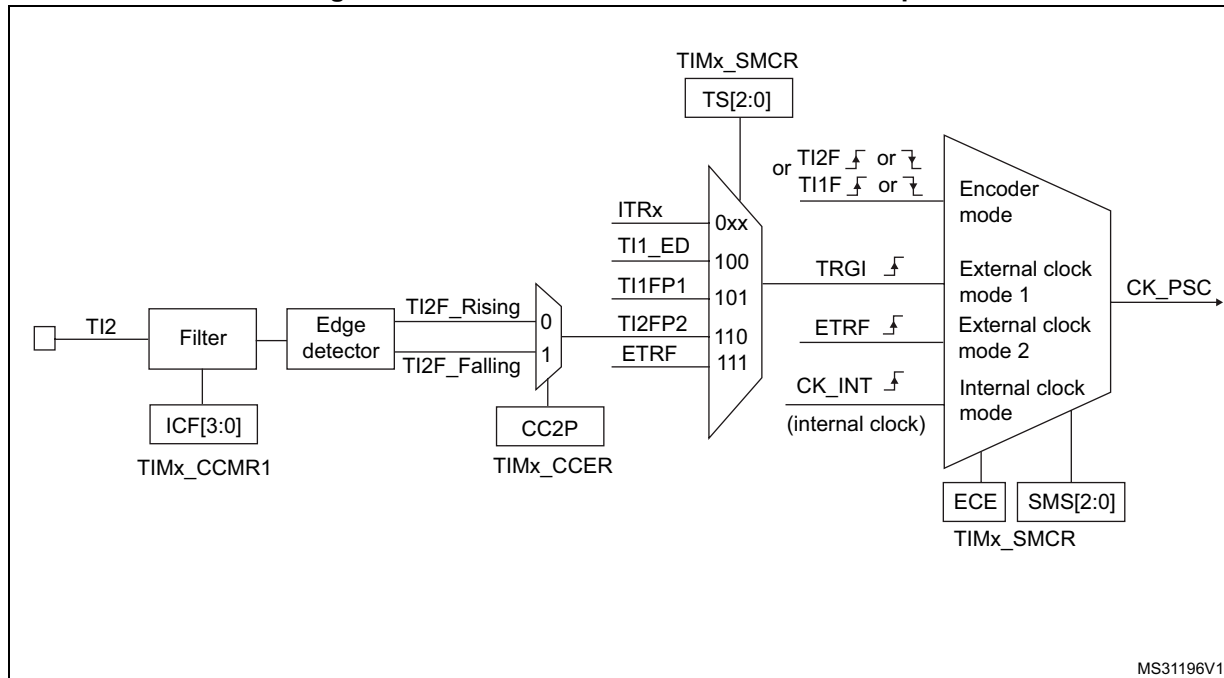 TIMx_SMCR
TS[2:0]
or TI2F or
TI1F or
Encoder
mode
ITRx
0xx
TI1_ED
100
TI1FP1
101
TI2FP2
110
ETRF
111
TRGI
External clock
mode 1
CK_PSC
ETRF
External clock
mode 2
CK_INT
(internal clock)
Internal clock
mode
TI2
Filter
Edge
detector
TI2F_Rising
0
TI2F_Falling
1
ICF[3:0]
TIMx_CCMR1
CC2P
TIMx_CCER
ECE
SMS[2:0]
TIMx_SMCR
MS31196V1